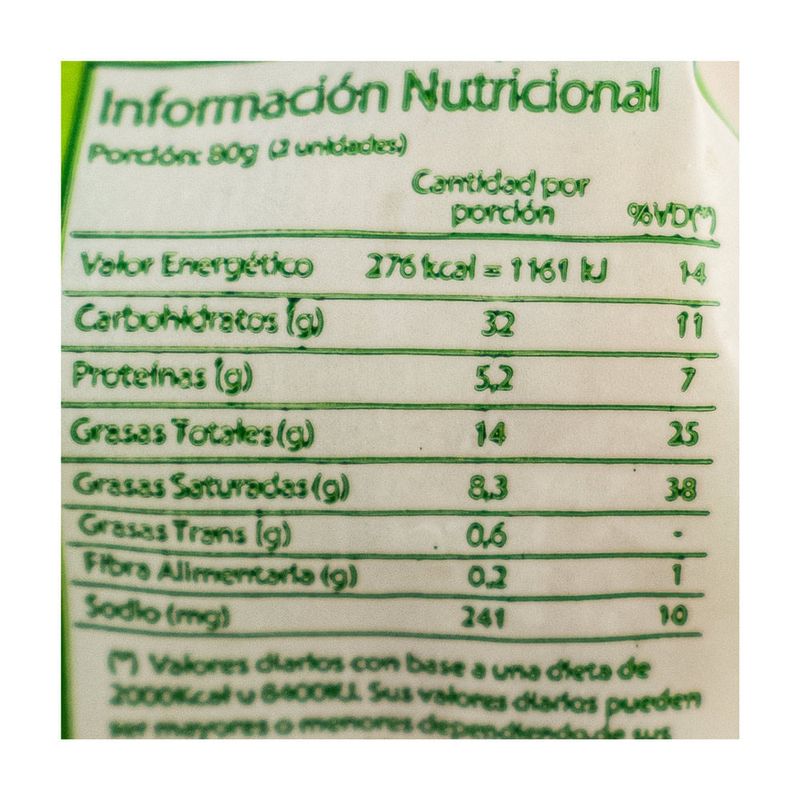 Información Nutricional
Porción: 80g (2 unidades)
Cantidad por
porción %VD(*)
Valor Energético 276 kcal = 1161 kJ 14
Carbohidratos (g) 32 11
Proteínas (g) 5,2 7
Grasas Totales (g) 14 25
Grasas Saturadas (g) 8,3 38
Grasas Trans (g) 0,6 -
Fibra Alimentaria (g) 0,2 1
Sodio (mg) 241 10
(*) Valores diarios con base a una dieta de
2000Kcal u 8400KJ. Sus valores diarios pueden
ser mayores o menores dependiendo de sus